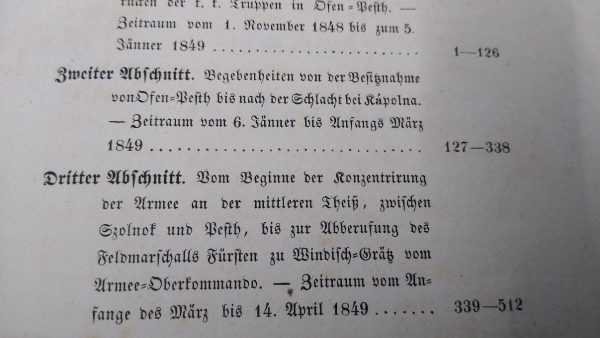 rücken der k. k. Truppen in Ofen-Pesth. —
Zeitraum vom 1. November 1848 bis zum 5.
Jänner 1849 ........................ 1—126
Zweiter Abschnitt. Begebenheiten von der Besitznahme
von Ofen-Pesth bis nach der Schlacht bei Kápolna.
— Zeitraum vom 6. Jänner bis Anfangs März
1849 ............................... 127—338
Dritter Abschnitt. Vom Beginne der Konzentrirung
der Armee an der mittleren Theiß, zwischen
Szolnok und Pesth, bis zur Abberufung des
Feldmarschalls Fürsten zu Windisch-Grätz vom
Armee-Oberkommando. — Zeitraum vom An-
fange des März bis 14. April 1849 ....... 339—512